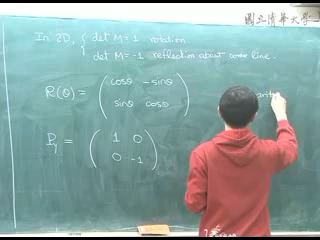 國立清華大學
In 2D, { det M = 1 rotation.
det M = -1 reflection about some line.
R(θ) = ( cosθ -sinθ
sinθ cosθ )
P₁ = ( 1 0
0 -1 )